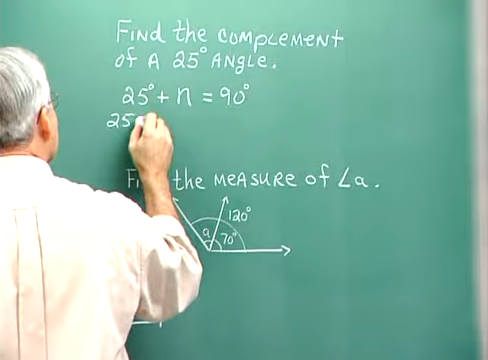 Find the complement
of A 25° Angle.
25° + n = 90°
25
the measure of ∠a.
120°
a 70°